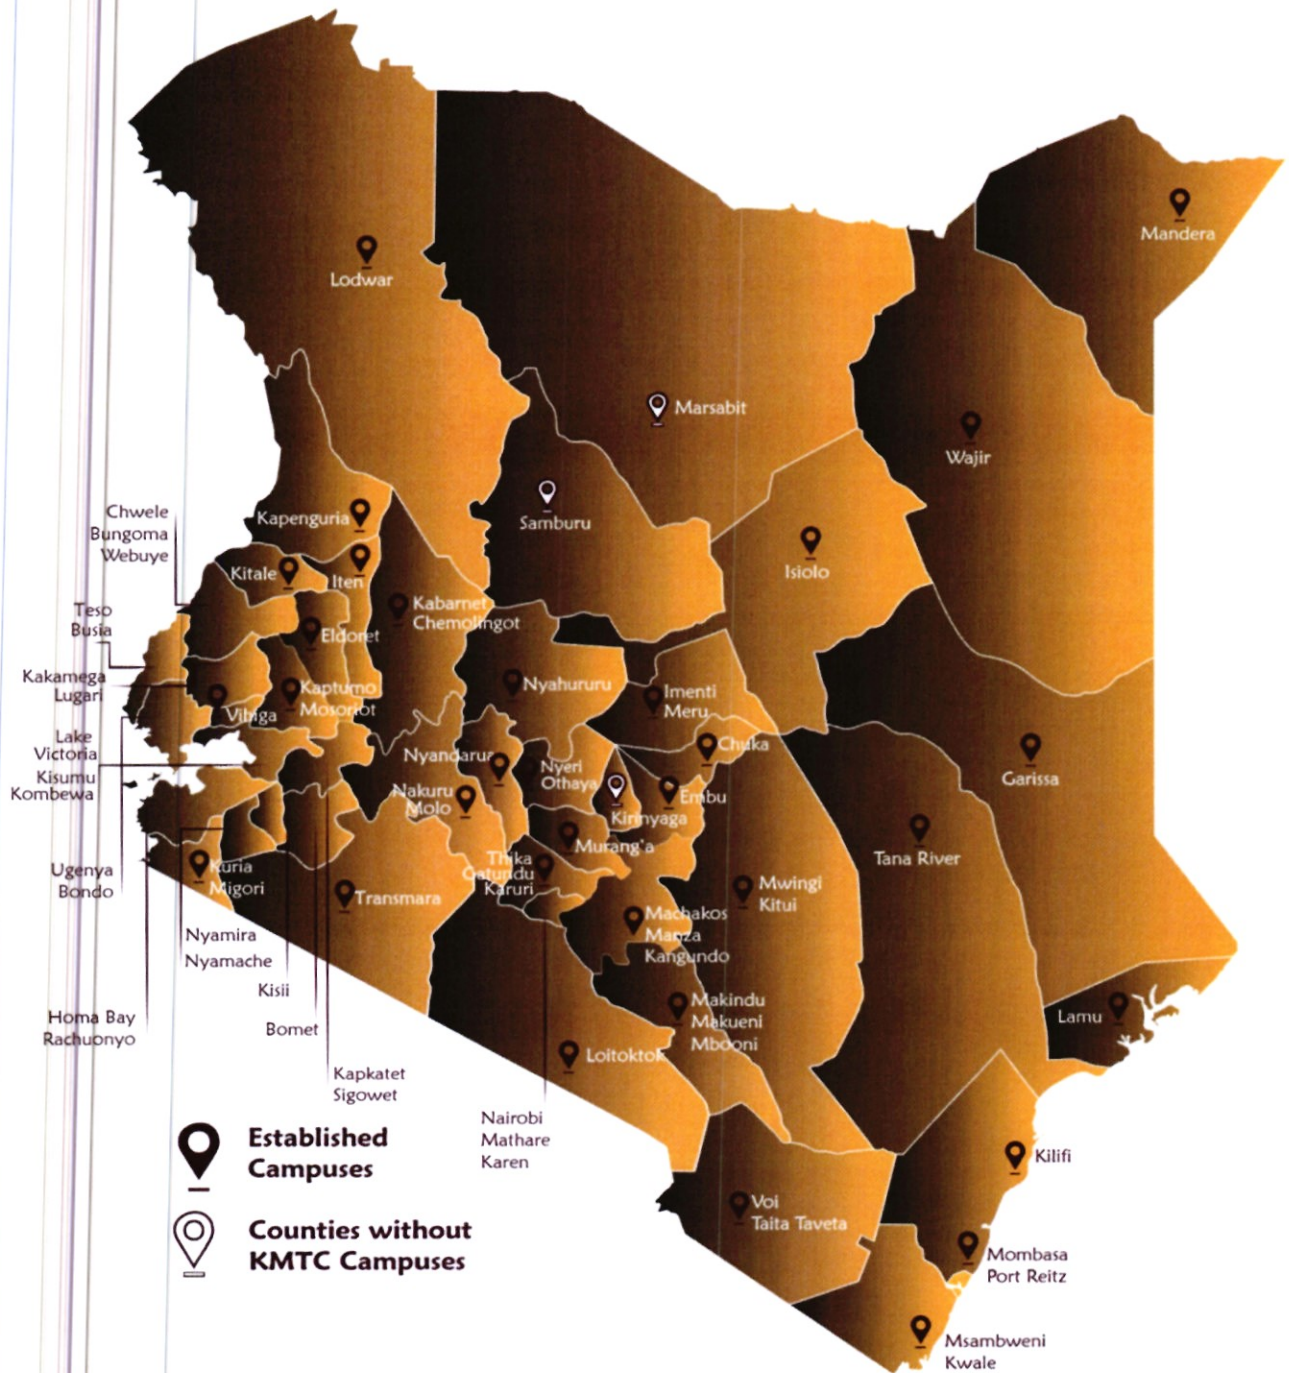 Mandera
Lodwar
Marsabit
Wajir
Samburu
Chwele
Bungoma
Webuye
Kapenguria
Kitale
Iten
Isiolo
Teso
Busia
Kabarnet
Chemolingot
Eldoret
Kakamega
Lugari
Kaptumo
Mosoriot
Vihiga
Nyahururu
Imenti
Meru
Lake
Victoria
Kisumu
Kombewa
Nyandarua
Nyeri
Othaya
Chuka
Garissa
Nakuru
Molo
Embu
Kirinyaga
Murang'a
Tana River
Ugenya
Bondo
Kuria
Migori
Thika
Gatundu
Karuri
Transmara
Mwingi
Kitui
Machakos
Manza
Kangundo
Nyamira
Nyamache
Kisii
Bomet
Homa Bay
Rachuonyo
Makindu
Makueni
Mbooni
Lamu
Loitoktok
Kapkatet
Sigowet
Nairobi
Mathare
Karen
Established
Campuses
Kilifi
Voi
Taita Taveta
Counties without
KMTC Campuses
Mombasa
Port Reitz
Msambweni
Kwale